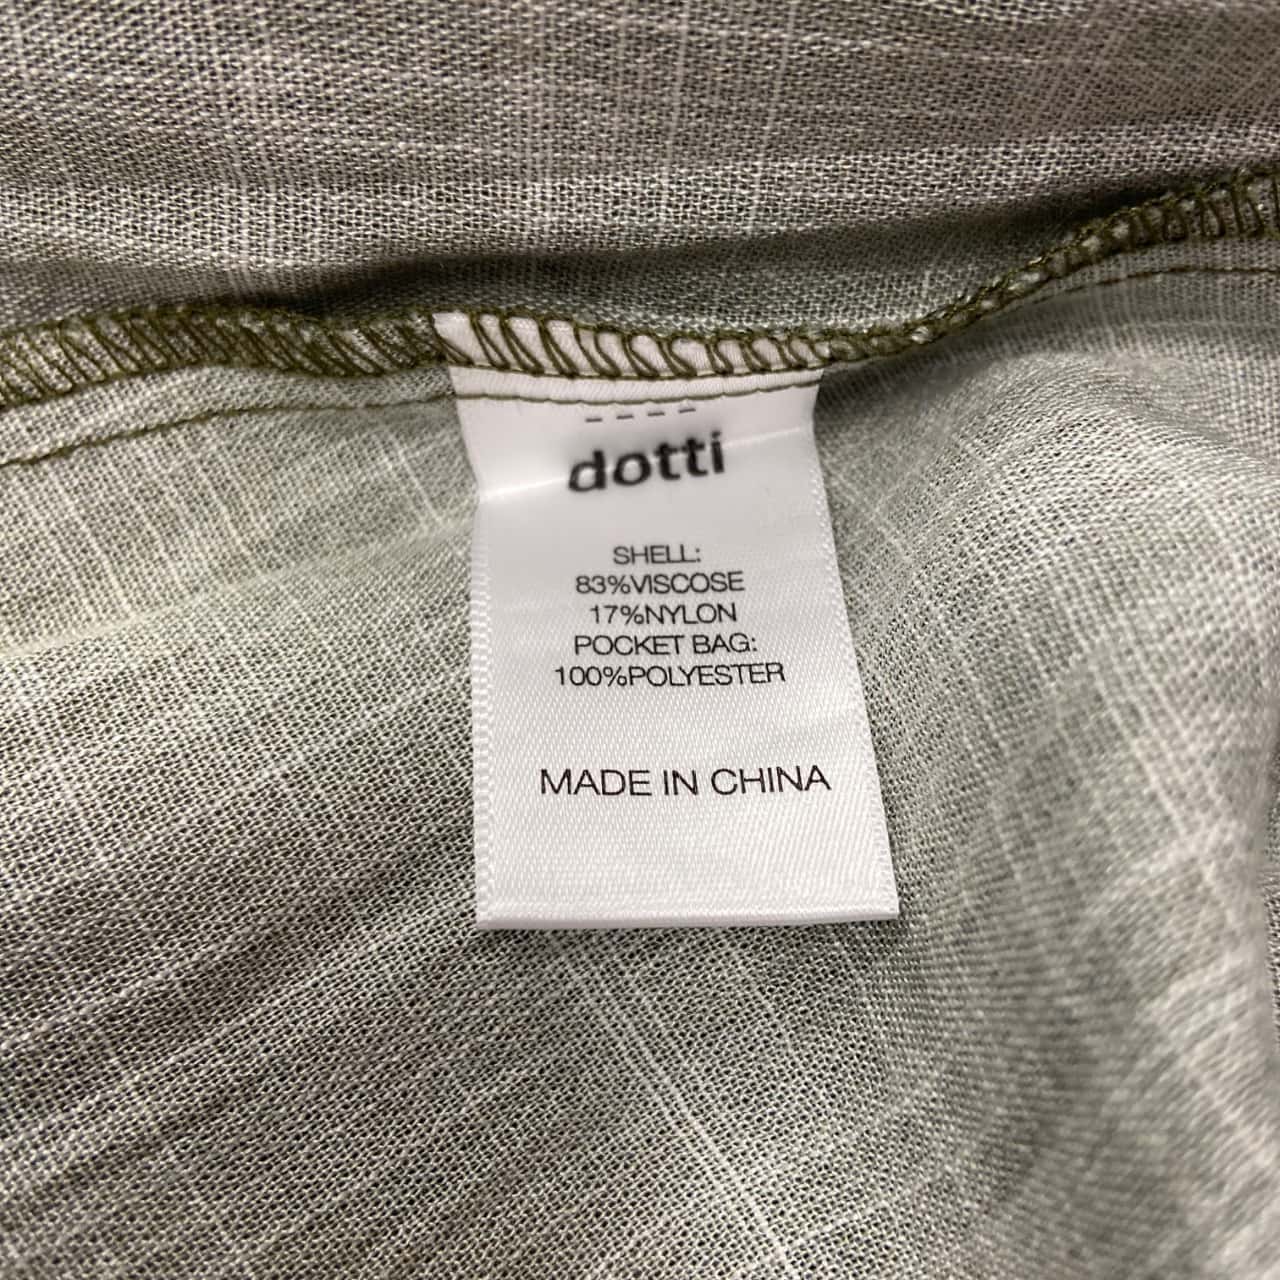 dotti
SHELL:
83%VISCOSE
17%NYLON
POCKET BAG:
100%POLYESTER
MADE IN CHINA